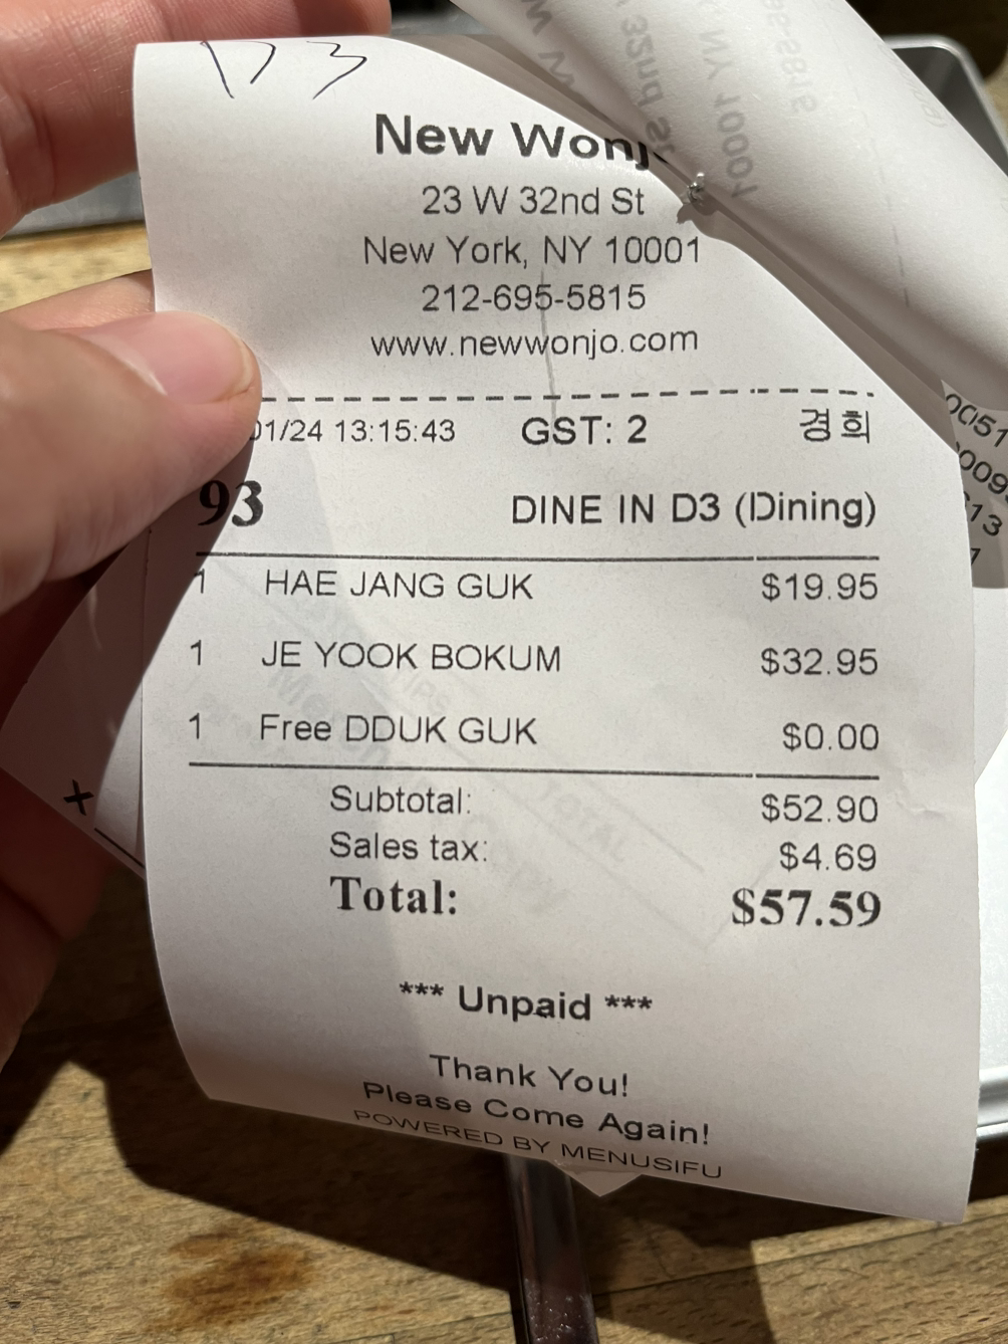 D3
New Wonjo
23 W 32nd St
New York, NY 10001
212-695-5815
www.newwonjo.com
01/24 13:15:43 GST: 2 경희
93 DINE IN D3 (Dining)
1 HAE JANG GUK $19.95
1 JE YOOK BOKUM $32.95
1 Free DDUK GUK $0.00
Subtotal: $52.90
Sales tax: $4.69
Total: $57.59
*** Unpaid ***
Thank You!
Please Come Again!
POWERED BY MENUSIFU
X